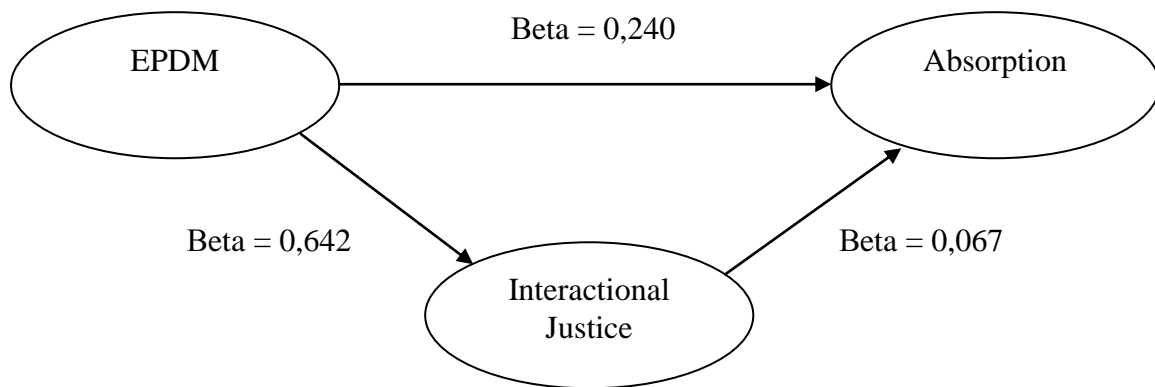 Beta = 0,240
EPDM
Absorption
Beta = 0,642
Beta = 0,067
Interactional
Justice